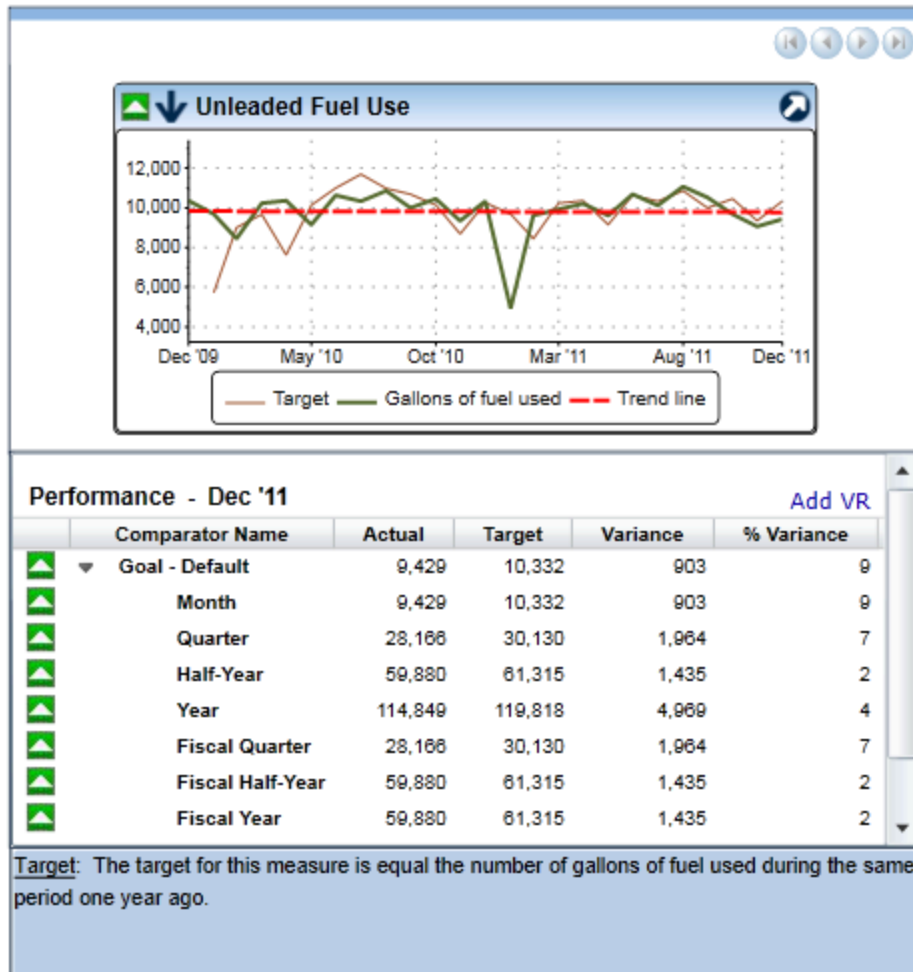 Unleaded Fuel Use
12,000
10,000
8,000
6,000
4,000
Dec '09 May '10 Oct '10 Mar '11 Aug '11 Dec '11
Target Gallons of fuel used Trend line
Performance - Dec '11 Add VR
Comparator Name Actual Target Variance % Variance
Goal - Default 9,429 10,332 903 9
Month 9,429 10,332 903 9
Quarter 28,166 30,130 1,964 7
Half-Year 59,880 61,315 1,435 2
Year 114,849 119,818 4,969 4
Fiscal Quarter 28,166 30,130 1,964 7
Fiscal Half-Year 59,880 61,315 1,435 2
Fiscal Year 59,880 61,315 1,435 2
Target: The target for this measure is equal the number of gallons of fuel used during the same
period one year ago.